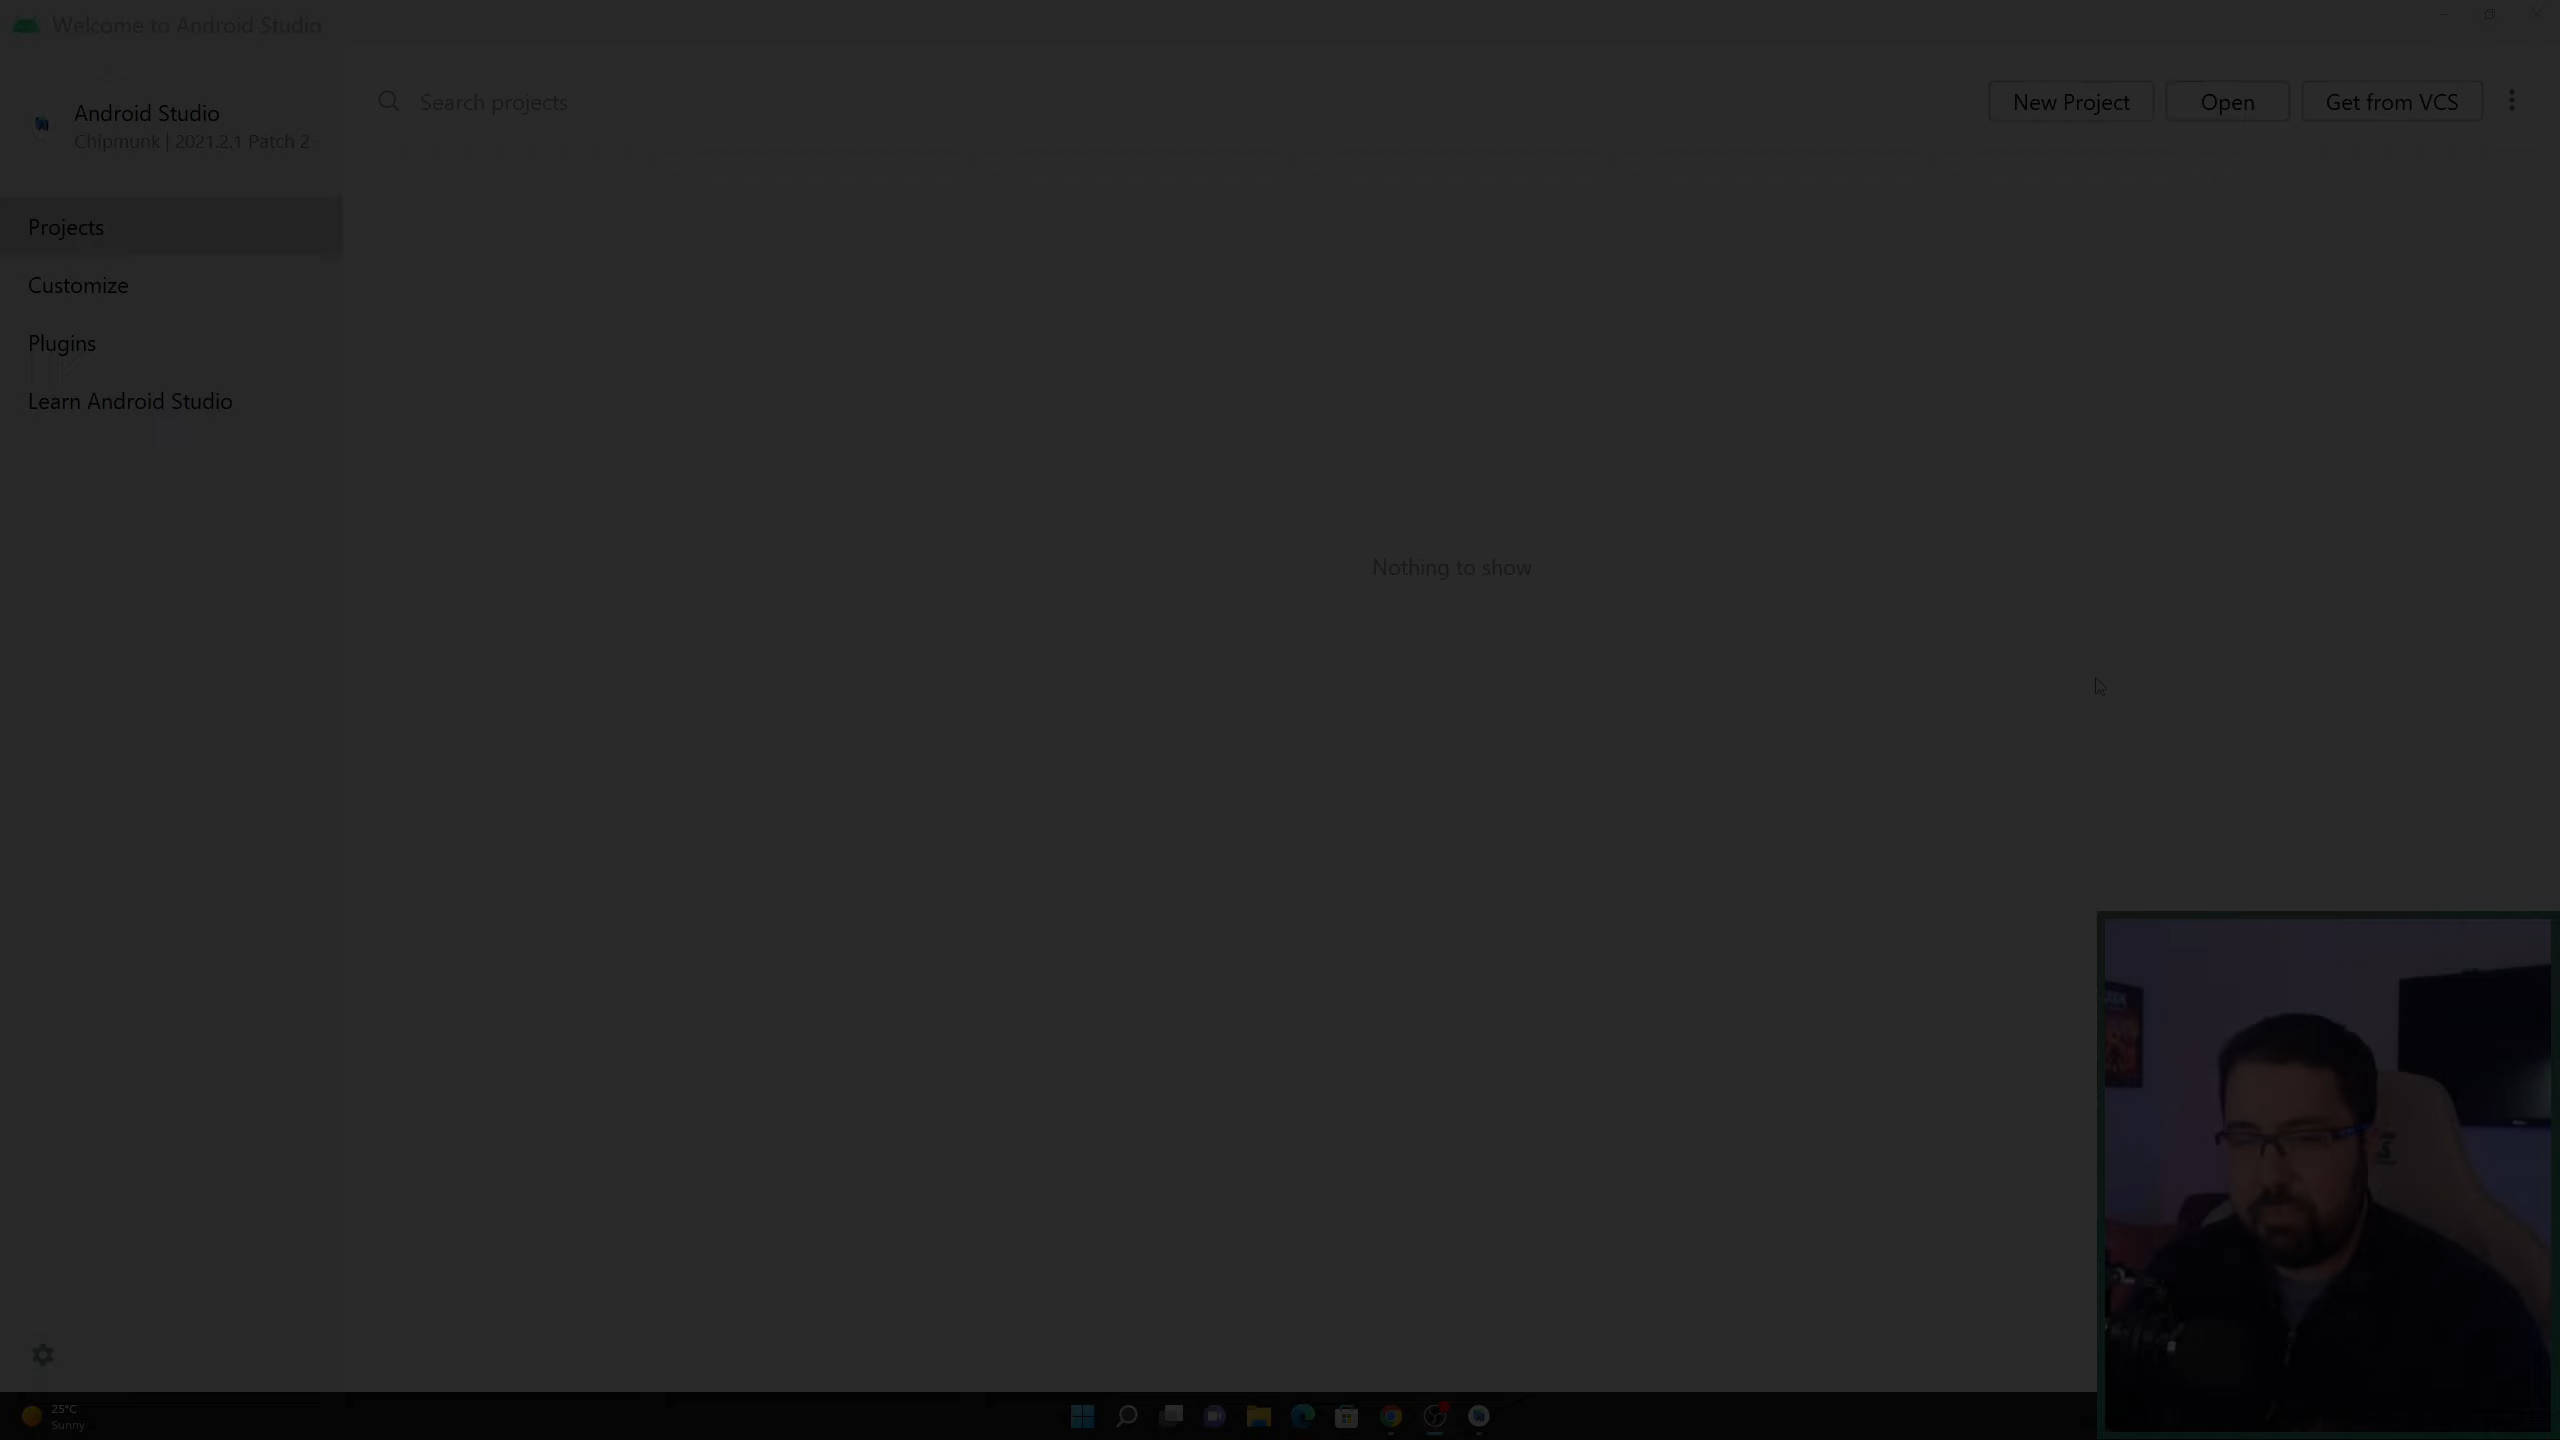 Welcome to Android Studio
Android Studio
Chipmunk | 2021.2.1 Patch 2
Search projects
New Project
Open
Get from VCS
Projects
Customize
Plugins
Learn Android Studio
Nothing to show
25°C
Sunny